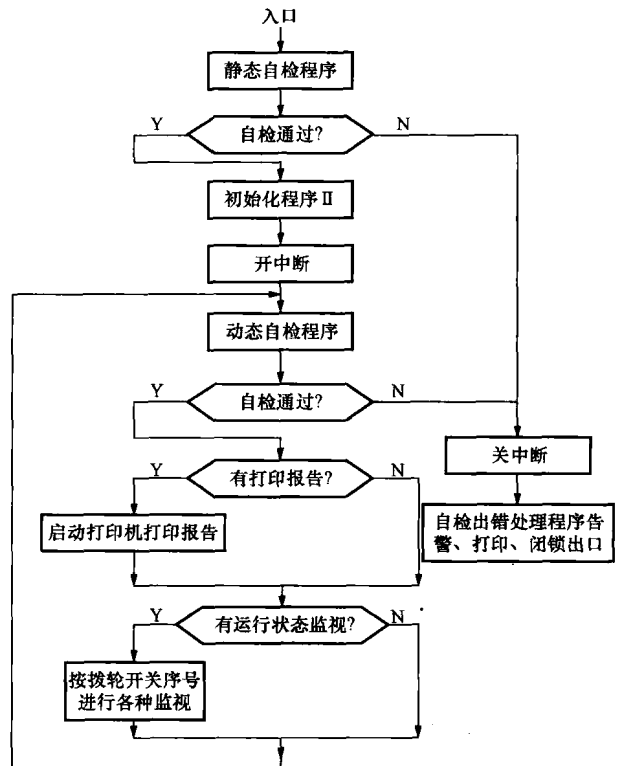 入口
静态自检程序
Y
自检通过?
N
初始化程序Ⅱ
开中断
动态自检程序
Y
自检通过?
N
关中断
Y
有打印报告?
N
启动打印机打印报告
自检出错处理程序告
警、打印、闭锁出口
Y
有运行状态监视?
N
按拨轮开关序号
进行各种监视